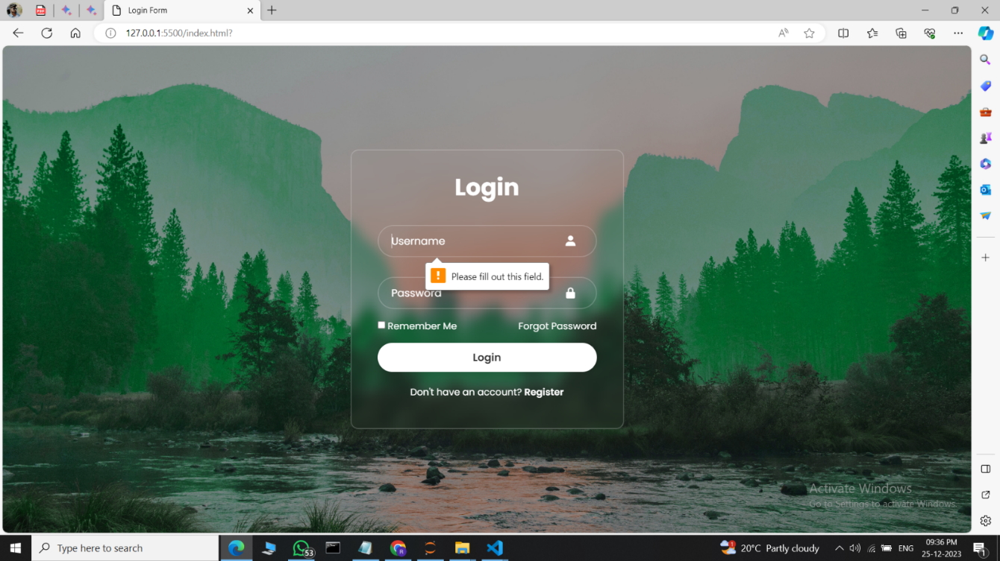 Login Form
127.0.0.1:5500/index.html?
Login
Username
Please fill out this field.
Password
Remember Me Forgot Password
Login
Don't have an account? Register
Activate Windows
Go to Settings to activate Windows.
Type here to search
53
20°C Partly cloudy
ENG
09:36 PM
25-12-2023
1